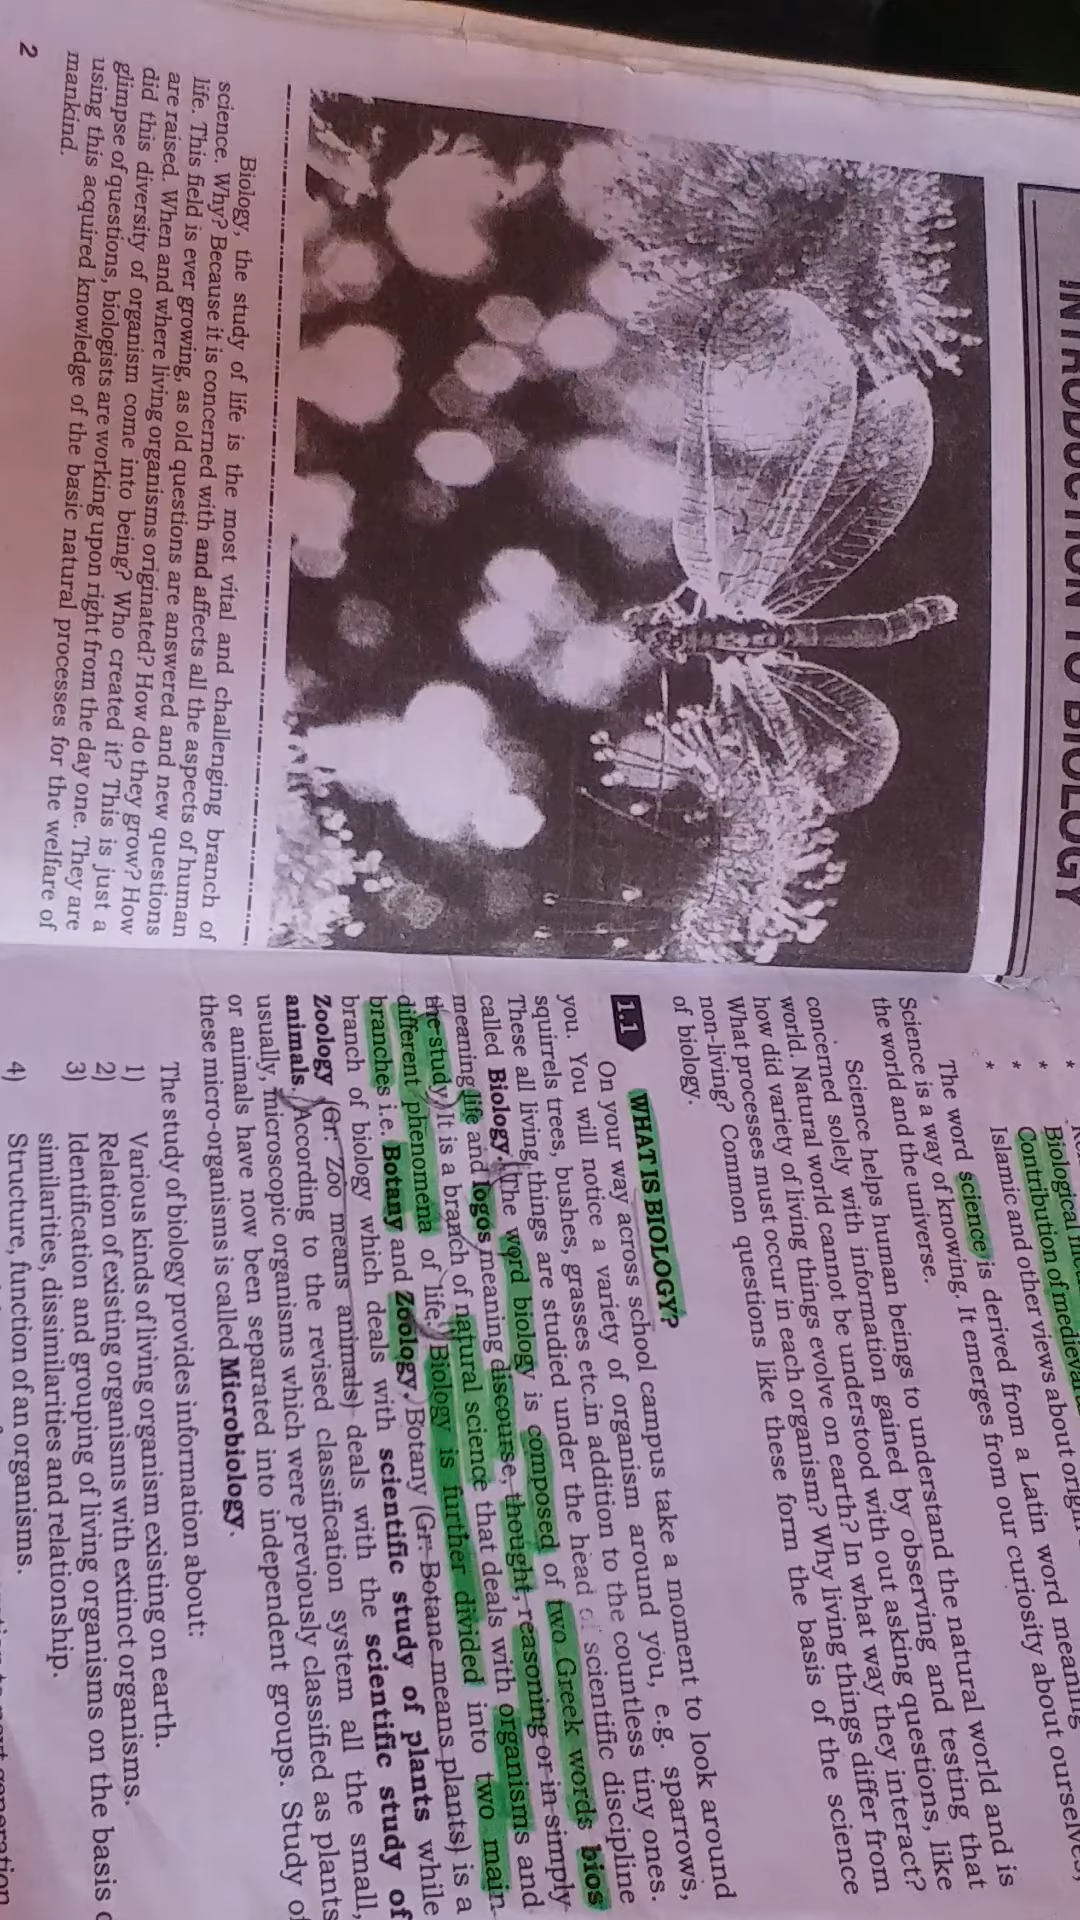 INTRODUCTION TO BIOLOGY
Biology, the study of life is the most vital and challenging branch of
science. Why? Because it is concerned with and affects all the aspects of human
life. This field is ever growing, as old questions are answered and new questions
are raised. When and where living organisms originated? How do they grow? How
did this diversity of organism come into being? Who created it? This is just a
glimpse of questions, biologists are working upon right from the day one. They are
using this acquired knowledge of the basic natural processes for the welfare of
mankind.
2
* Biological
* Contribution of medieval
* Islamic and other views about origin
The word science is derived from a Latin word meaning
Science is a way of knowing. It emerges from our curiosity about ourselves,
the world and the universe.
Science helps human beings to understand the natural world and is
concerned solely with information gained by observing and testing that
world. Natural world cannot be understood with out asking questions, like
how did variety of living things evolve on earth? In what way they interact?
What processes must occur in each organism? Why living things differ from
non-living? Common questions like these form the basis of the science
of biology.
1.1 WHAT IS BIOLOGY?
On your way across school campus take a moment to look around
you. You will notice a variety of organism around you, e.g. sparrows,
squirrels trees, bushes, grasses etc.in addition to the countless tiny ones.
These all living things are studied under the head of scientific discipline
called Biology. The word biology is composed of two Greek words bios
meaning life and logos meaning discourse, thought, reasoning or in simply
the study. It is a branch of natural science that deals with organisms and
different phenomena of life. Biology is further divided into two main
branches i.e. Botany and Zoology. Botany (Gr: Botane means plants) is a
branch of biology which deals with scientific study of plants while
Zoology (Gr: Zoo means animals) deals with the scientific study of
animals. According to the revised classification system all the small,
usually, microscopic organisms which were previously classified as plants
or animals have now been separated into independent groups. Study of
these micro-organisms is called Microbiology.
The study of biology provides information about:
1) Various kinds of living organism existing on earth.
2) Relation of existing organisms with extinct organisms.
3) Identification and grouping of living organisms on the basis
similarities, dissimilarities and relationship.
4) Structure, function of an organisms.